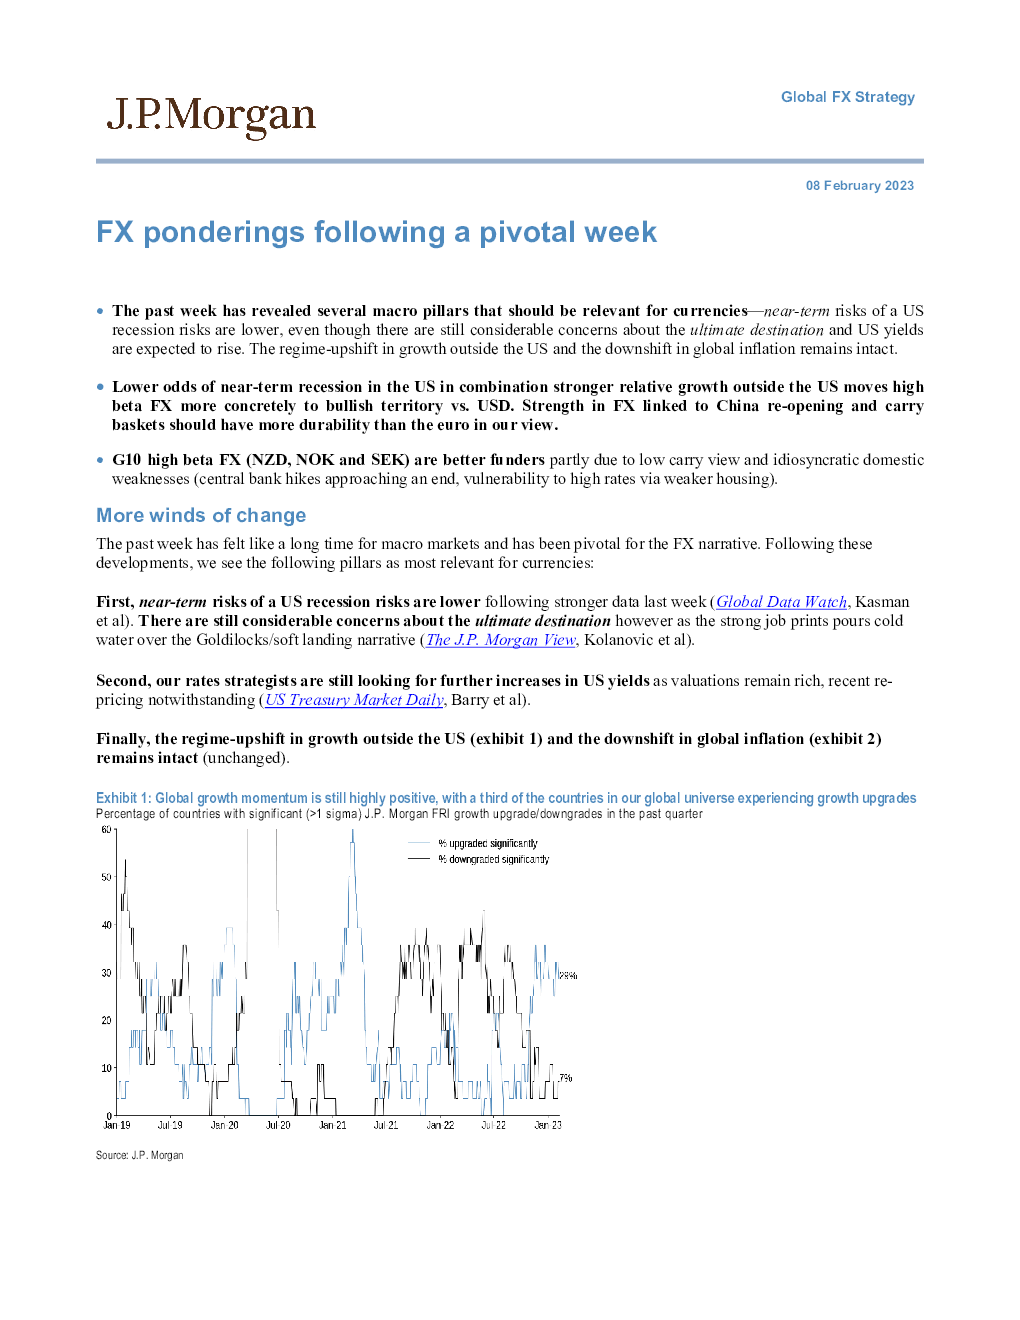 J.P.Morgan
Global FX Strategy
08 February 2023
FX ponderings following a pivotal week
• The past week has revealed several macro pillars that should be relevant for currencies—near-term risks of a US
recession risks are lower, even though there are still considerable concerns about the ultimate destination and US yields
are expected to rise. The regime-upshift in growth outside the US and the downshift in global inflation remains intact.
• Lower odds of near-term recession in the US in combination stronger relative growth outside the US moves high
beta FX more concretely to bullish territory vs. USD. Strength in FX linked to China re-opening and carry
baskets should have more durability than the euro in our view.
• G10 high beta FX (NZD, NOK and SEK) are better funders partly due to low carry view and idiosyncratic domestic
weaknesses (central bank hikes approaching an end, vulnerability to high rates via weaker housing).
More winds of change
The past week has felt like a long time for macro markets and has been pivotal for the FX narrative. Following these
developments, we see the following pillars as most relevant for currencies:
First, near-term risks of a US recession risks are lower following stronger data last week (Global Data Watch, Kasman
et al). There are still considerable concerns about the ultimate destination however as the strong job prints pours cold
water over the Goldilocks/soft landing narrative (The J.P. Morgan View, Kolanovic et al).
Second, our rates strategists are still looking for further increases in US yields as valuations remain rich, recent re-
pricing notwithstanding (US Treasury Market Daily, Barry et al).
Finally, the regime-upshift in growth outside the US (exhibit 1) and the downshift in global inflation (exhibit 2)
remains intact (unchanged).
Exhibit 1: Global growth momentum is still highly positive, with a third of the countries in our global universe experiencing growth upgrades
Percentage of countries with significant (>1 sigma) J.P. Morgan FRI growth upgrade/downgrades in the past quarter
60
% upgraded significantly
% downgraded significantly
50
40
30
29%
20
10
7%
0
Jan 19 Jul 19 Jan 20 Jul 20 Jan 21 Jul 21 Jan 22 Jul 22 Jan 23
Source: J.P. Morgan